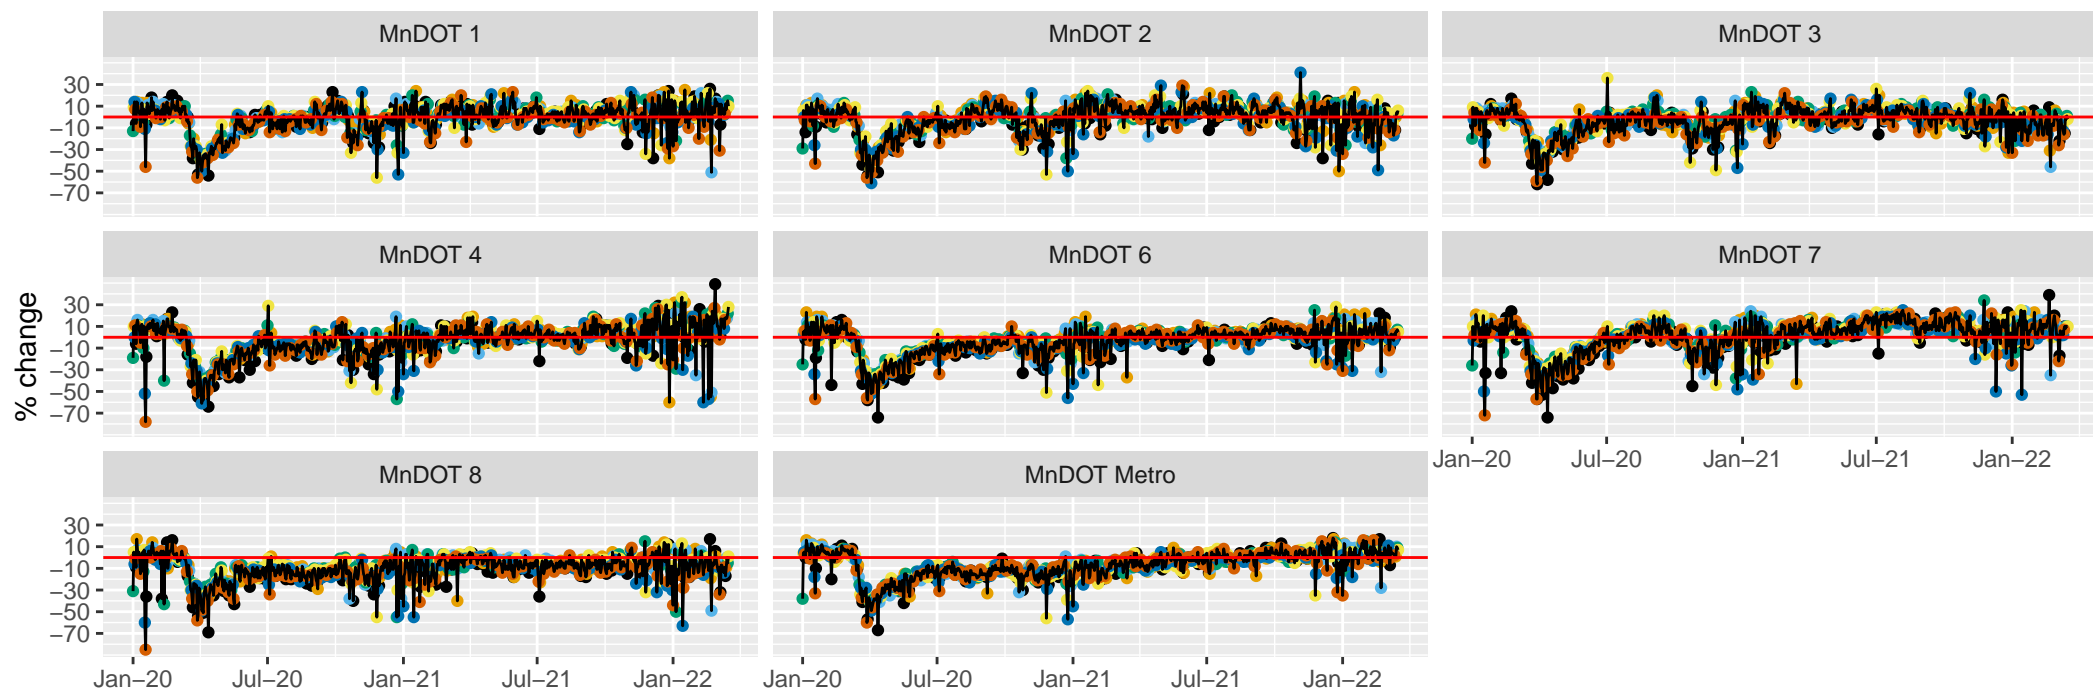 MnDOT 1
MnDOT 2
MnDOT 3
30
10
−10
−30
−50
−70
MnDOT 4
MnDOT 6
MnDOT 7
30
10
−10
−30
−50
−70
% change
Jan−20
Jul−20
Jan−21
Jul−21
Jan−22
MnDOT 8
MnDOT Metro
30
10
−10
−30
−50
−70
Jan−20
Jul−20
Jan−21
Jul−21
Jan−22
Jan−20
Jul−20
Jan−21
Jul−21
Jan−22